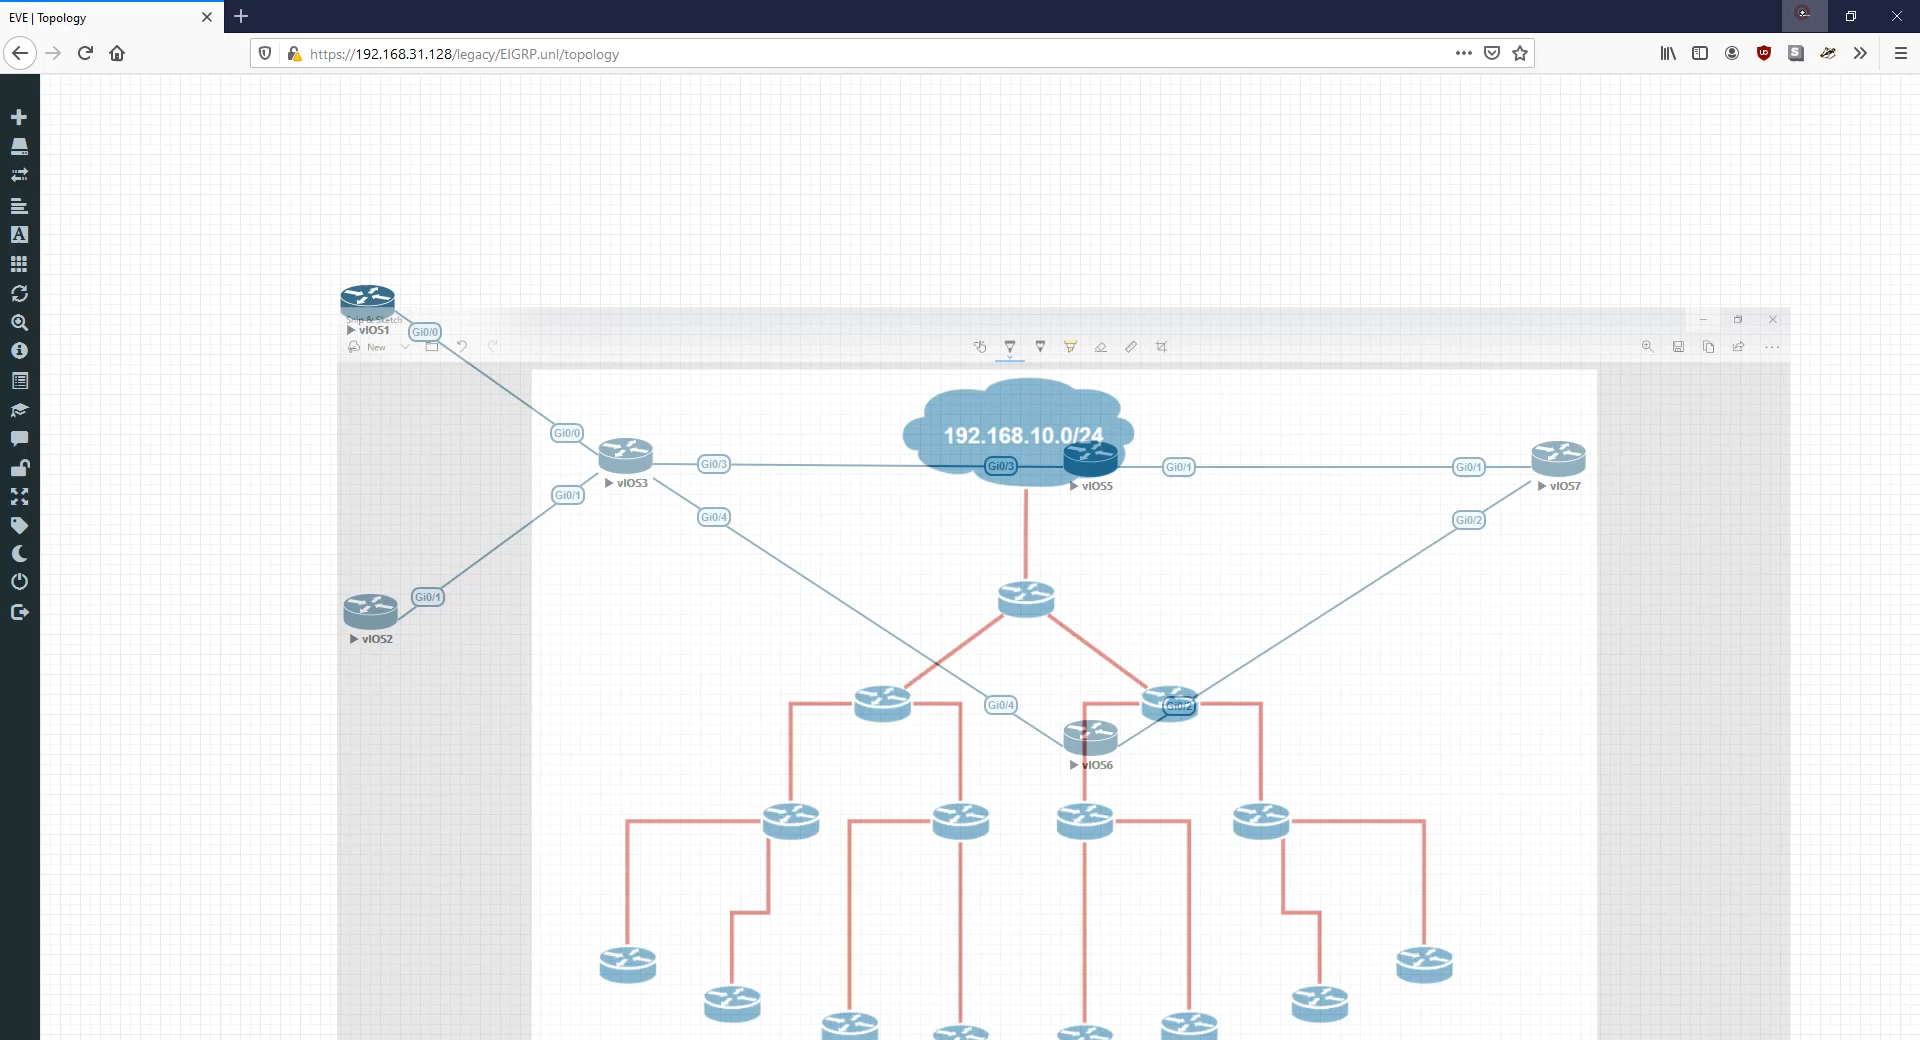 EVE | Topology
https://192.168.31.128/legacy/EIGRP.unl/topology
Snip & Sketch
vIOS1
Gi0/0
New
192.168.10.0/24
Gi0/0
Gi0/3
Gi0/3
Gi0/1
Gi0/1
vIOS3
vIOS5
vIOS7
Gi0/1
Gi0/4
Gi0/2
Gi0/1
vIOS2
Gi0/4
Gi0/2
vIOS6